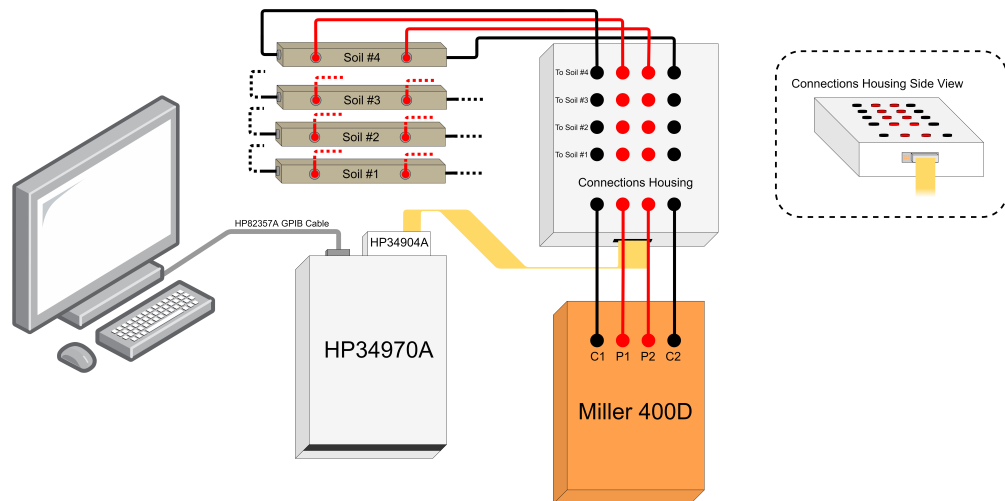 Soil #4
Soil #3
Soil #2
Soil #1
To Soil #4
To Soil #3
To Soil #2
To Soil #1
Connections Housing
Connections Housing Side View
HP82357A GPIB Cable
HP34904A
HP34970A
C1 P1 P2 C2
Miller 400D